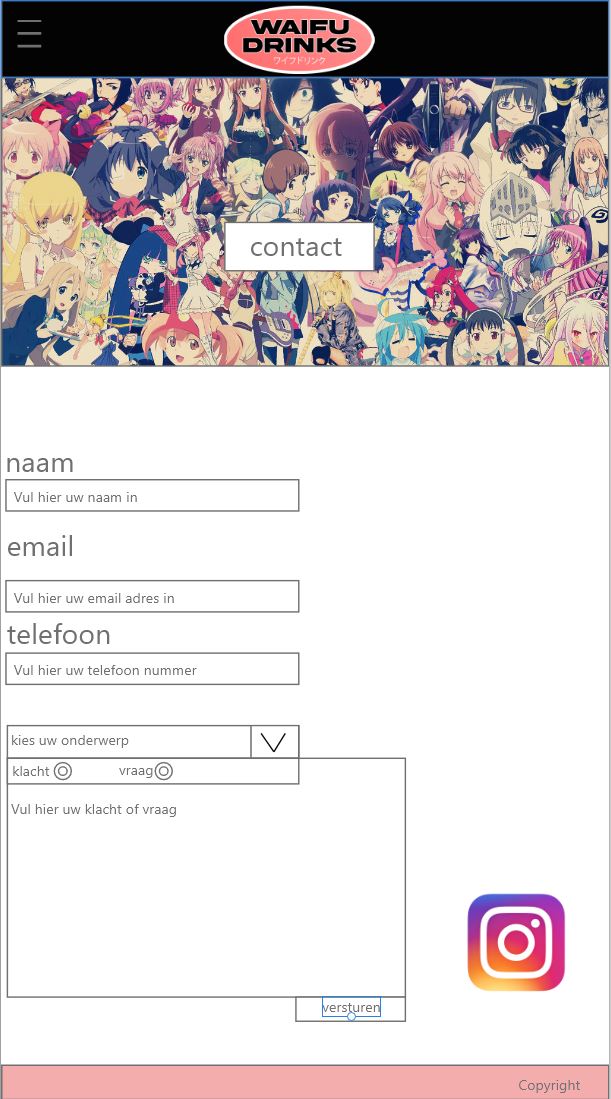 WAIFU
DRINKS
ワイフドリンク
contact
naam
Vul hier uw naam in
email
Vul hier uw email adres in
telefoon
Vul hier uw telefoon nummer
kies uw onderwerp
klacht vraag
Vul hier uw klacht of vraag
versturen
Copyright